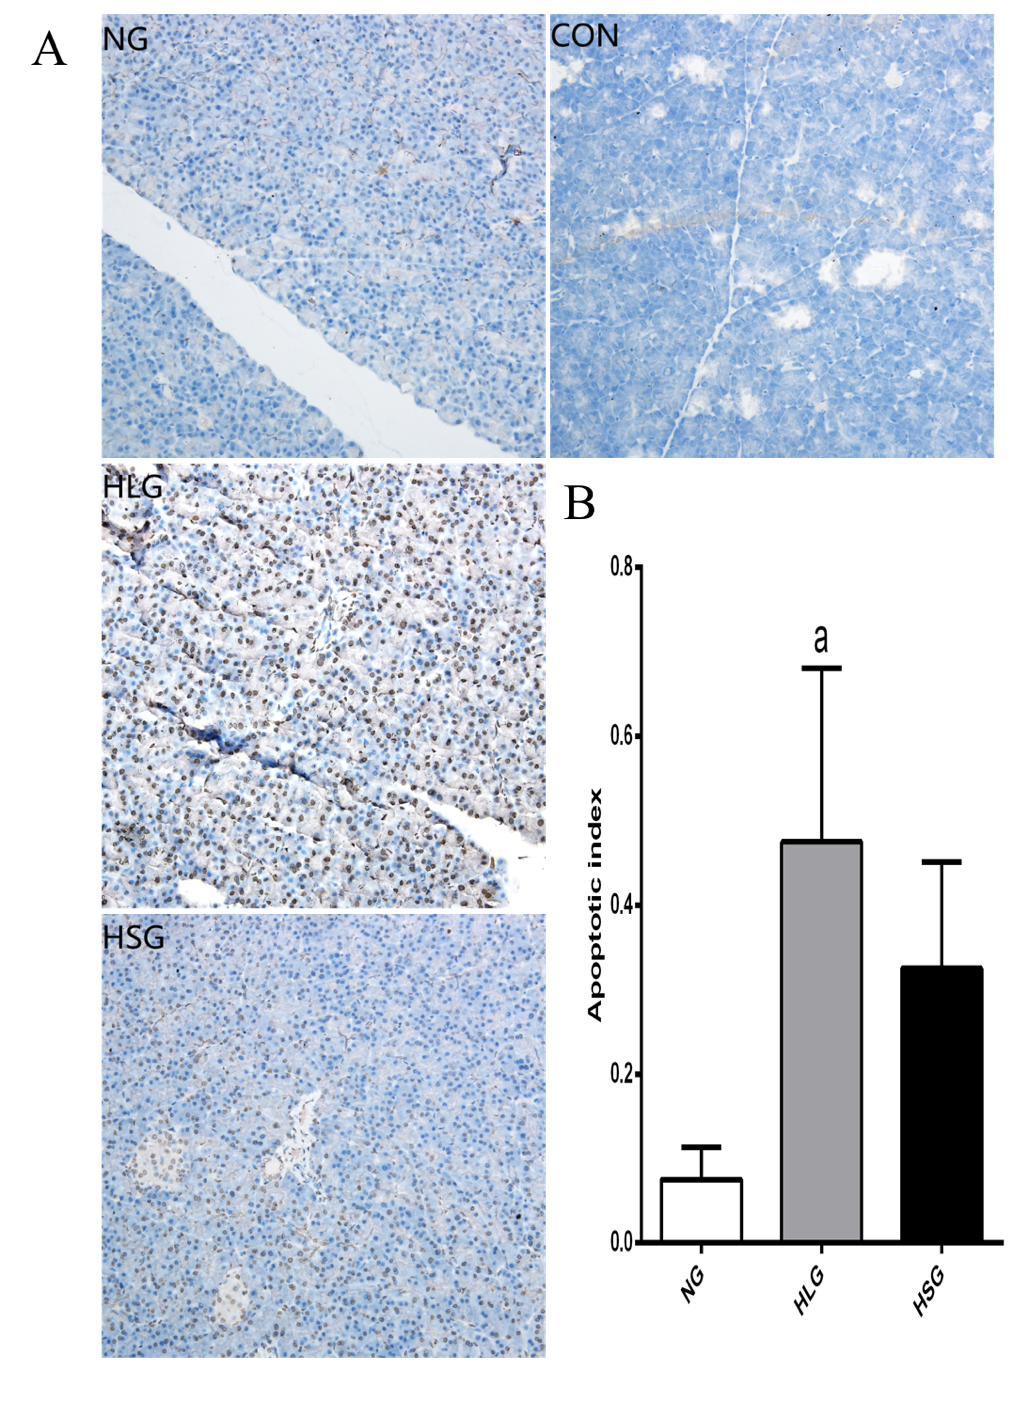 A
NG
CON
HLG
HSG
B
0.8
0.6
0.4
0.2
0.0
Apoptotic index
a
NG
HLG
HSG